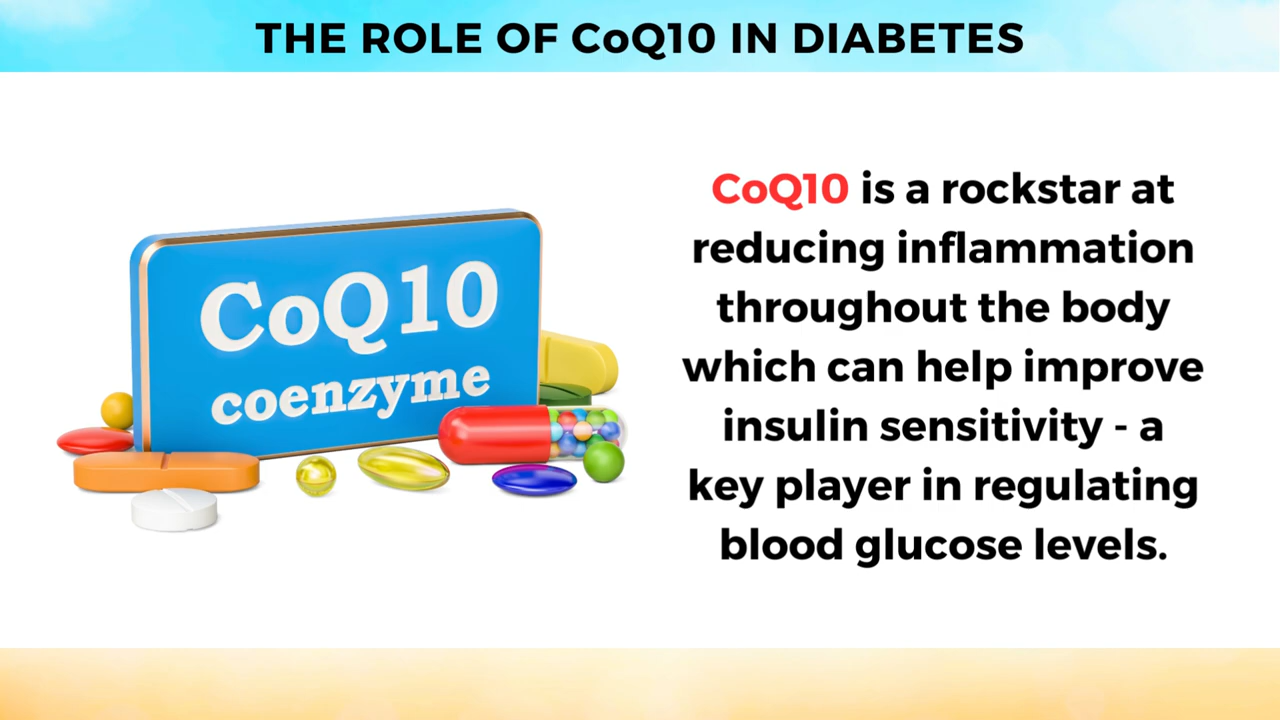 THE ROLE OF CoQ10 IN DIABETES
CoQ10
coenzyme
CoQ10 is a rockstar at
reducing inflammation
throughout the body
which can help improve
insulin sensitivity - a
key player in regulating
blood glucose levels.